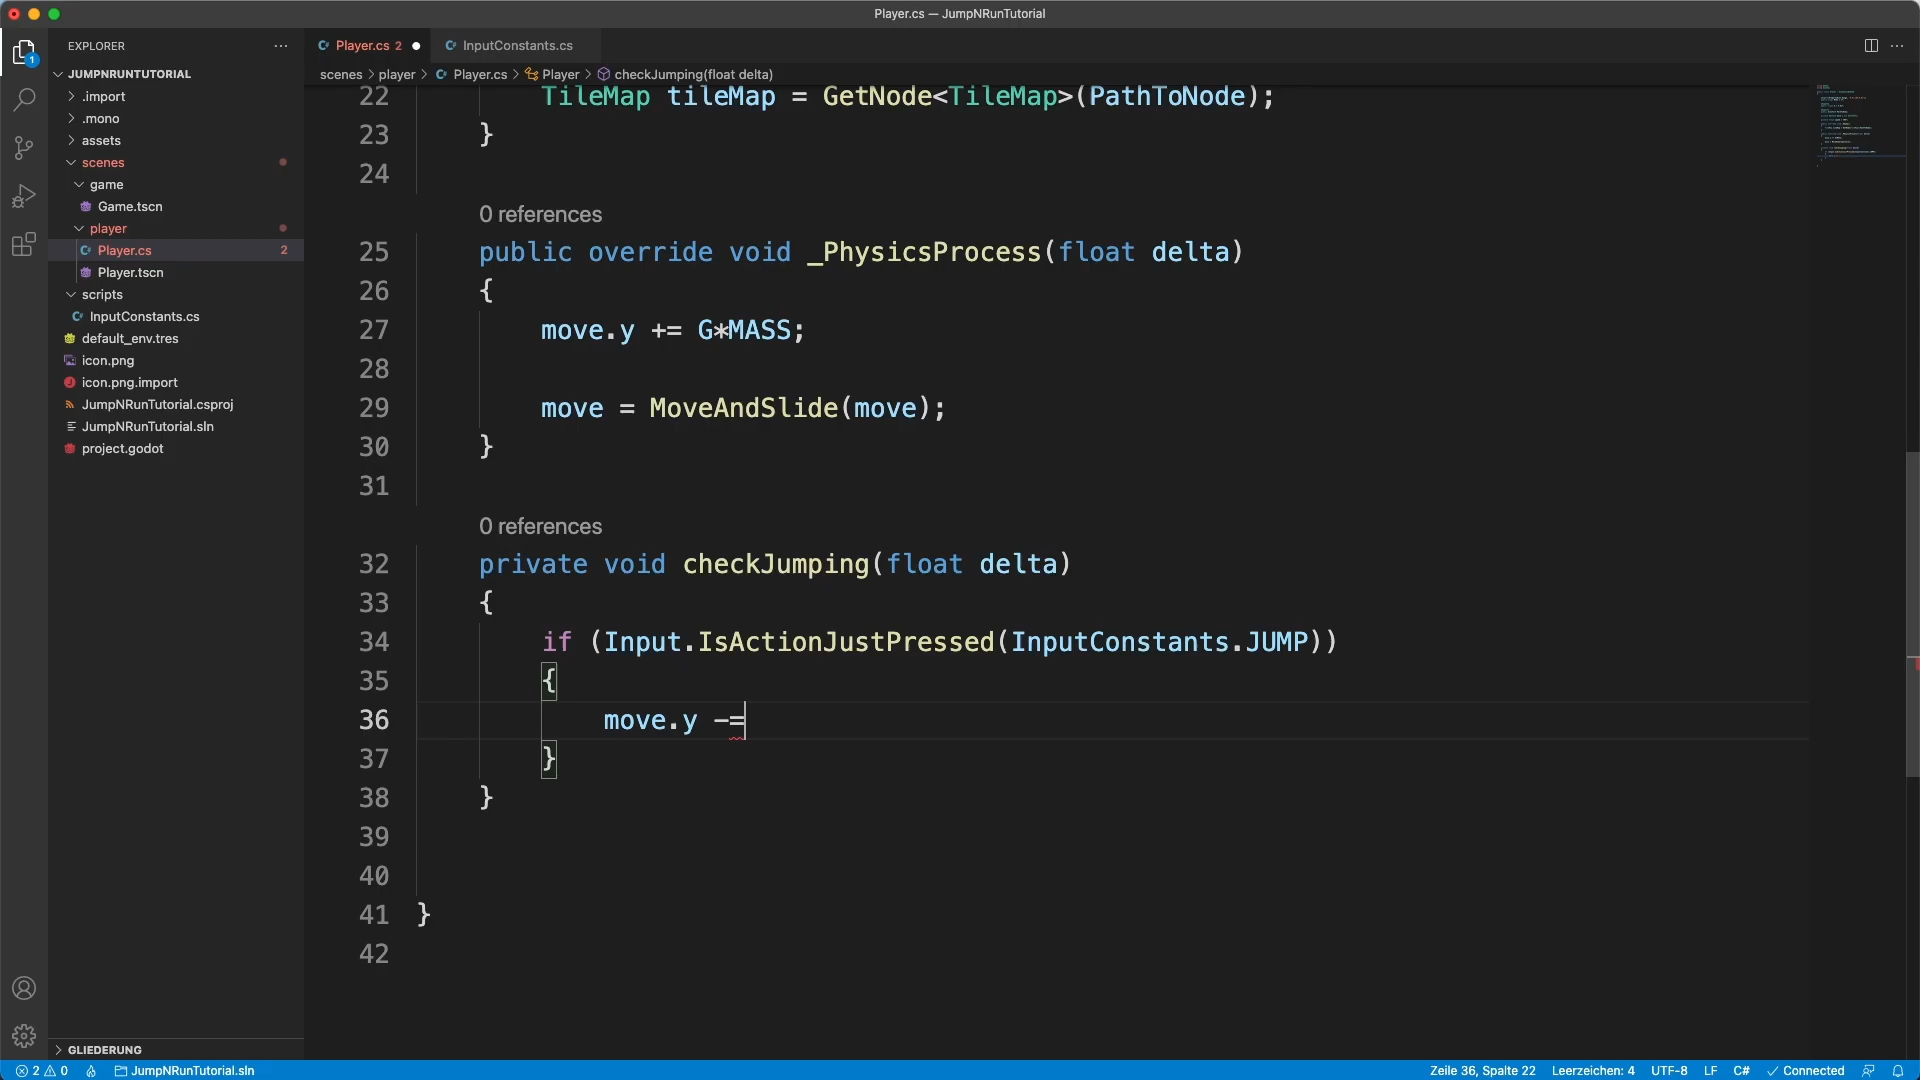 Player.cs — JumpNRunTutorial
EXPLORER
Player.cs 2
InputConstants.cs
JUMPNRUNTUTORIAL
scenes
player
Player.cs
Player
checkJumping(float delta)
.import
.mono
assets
scenes
game
Game.tscn
player
Player.cs 2
Player.tscn
scripts
InputConstants.cs
default_env.tres
icon.png
icon.png.import
JumpNRunTutorial.csproj
JumpNRunTutorial.sln
project.godot
1
22 TileMap tileMap = GetNode<TileMap>(PathToNode);
23 }
24
0 references
25 public override void _PhysicsProcess(float delta)
26 {
27 move.y += G*MASS;
28
29 move = MoveAndSlide(move);
30 }
31
0 references
32 private void checkJumping(float delta)
33 {
34 if (Input.IsActionJustPressed(InputConstants.JUMP))
35 {
36 move.y -=
37 }
38 }
39
40
41 }
42
GLIEDERUNG
2 0 JumpNRunTutorial.sln Zeile 36, Spalte 22 Leerzeichen: 4 UTF-8 LF C# Connected